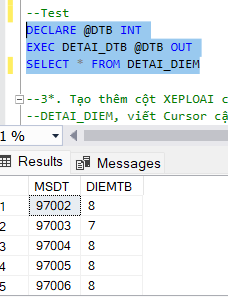 --Test
DECLARE @DTB INT
EXEC DETAI_DTB @DTB OUT
SELECT * FROM DETAI_DIEM
--3*. Tạo thêm cột XEPLOAI c
--DETAI_DIEM, viết Cursor cậ
1 %
Results Messages
MSDT DIEMTB
1 97002 8
2 97003 7
3 97004 8
4 97005 8
5 97006 8